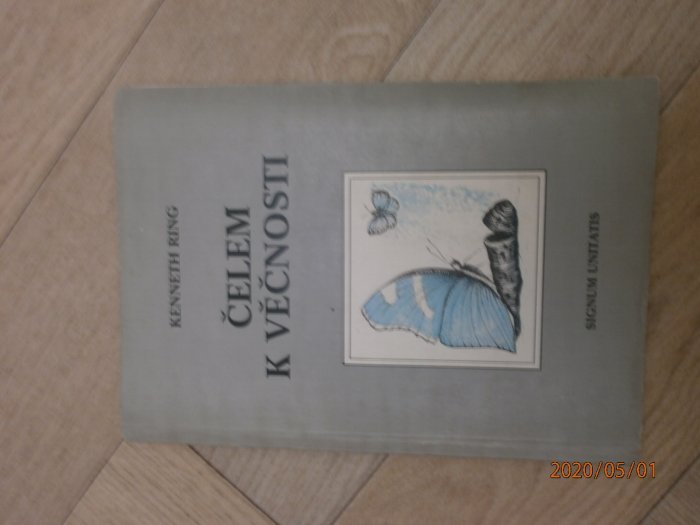 KENNETH RING
ČELEM
K VĚČNOSTI
SIGNUM UNITATIS
2020/05/01